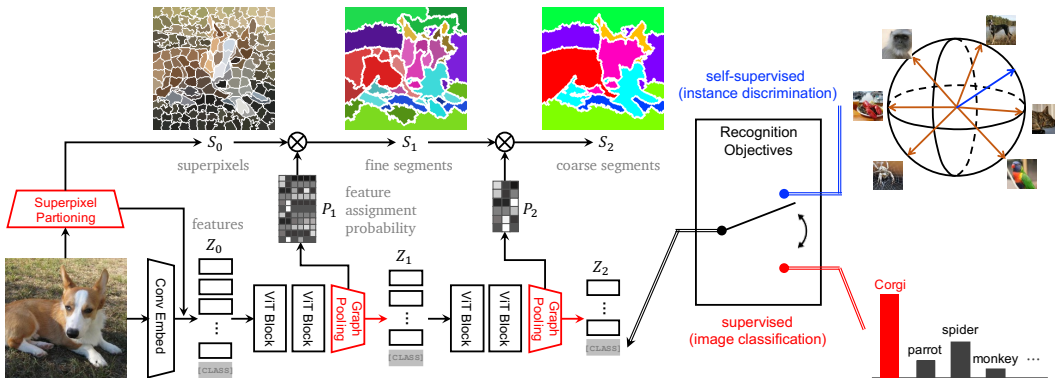 S₀
superpixels
S₁
fine segments
S₂
coarse segments
self-supervised
(instance discrimination)
Recognition
Objectives
Superpixel
Partioning
features
Z₀
P₁
feature
assignment
probability
Z₁
P₂
Z₂
Conv Embed
ViT Block
ViT Block
Graph
Pooling
ViT Block
ViT Block
Graph
Pooling
[CLASS]
[CLASS]
[CLASS]
supervised
(image classification)
Corgi
parrot
spider
monkey
...